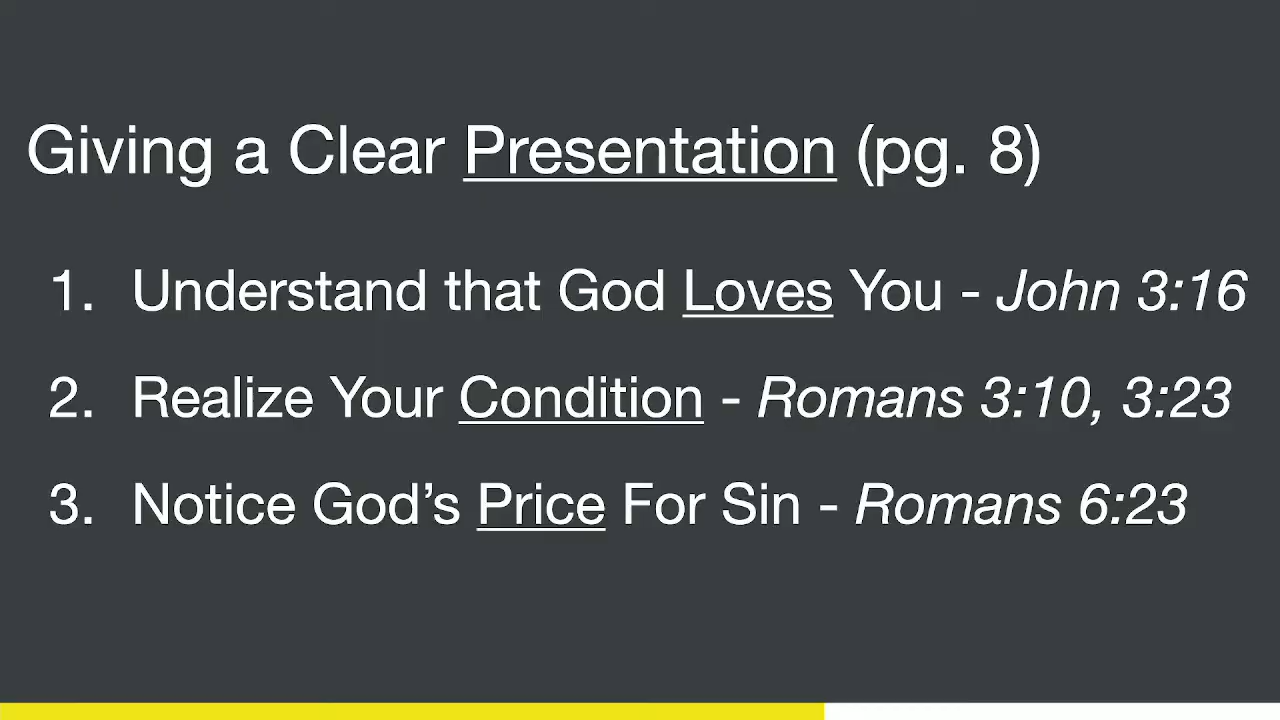 Giving a Clear Presentation (pg. 8)
1. Understand that God Loves You - John 3:16
2. Realize Your Condition - Romans 3:10, 3:23
3. Notice God’s Price For Sin - Romans 6:23